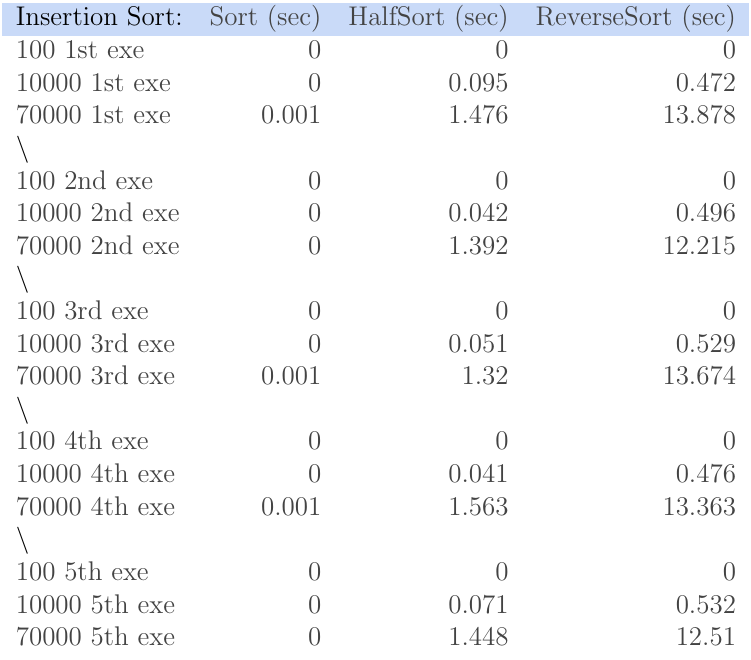 Insertion Sort: Sort (sec) HalfSort (sec) ReverseSort (sec)
100 1st exe 0 0 0
10000 1st exe 0 0.095 0.472
70000 1st exe 0.001 1.476 13.878
\
100 2nd exe 0 0 0
10000 2nd exe 0 0.042 0.496
70000 2nd exe 0 1.392 12.215
\
100 3rd exe 0 0 0
10000 3rd exe 0 0.051 0.529
70000 3rd exe 0.001 1.32 13.674
\
100 4th exe 0 0 0
10000 4th exe 0 0.041 0.476
70000 4th exe 0.001 1.563 13.363
\
100 5th exe 0 0 0
10000 5th exe 0 0.071 0.532
70000 5th exe 0 1.448 12.51